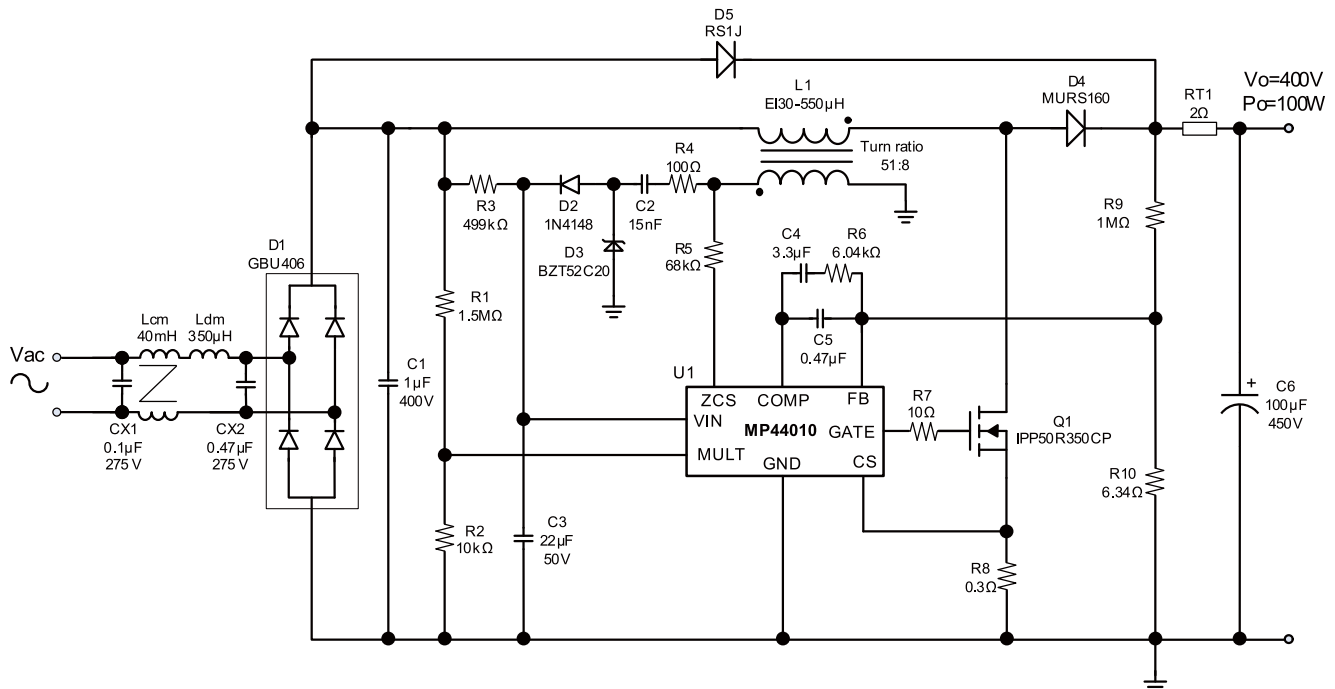 D5
RS1J
L1
EI30-550µH
D4
MURS160
RT1
2Ω
Vo=400V
Po=100W
Turn ratio
51:8
R4
100Ω
R3
499kΩ
D2
1N4148
C2
15nF
D3
BZT52C20
R5
68kΩ
C4
3.3µF
R6
6.04kΩ
R9
1MΩ
D1
GBU406
R1
1.5MΩ
C5
0.47µF
Lcm
40mH
Ldm
350µH
Vac
C1
1µF
400V
U1
ZCS
COMP
FB
VIN
MP44010
GATE
MULT
GND
CS
R7
10Ω
Q1
IPP50R350CP
+
C6
100µF
450V
CX1
0.1µF
275V
CX2
0.47µF
275V
R10
6.34Ω
R2
10kΩ
C3
22µF
50V
R8
0.3Ω